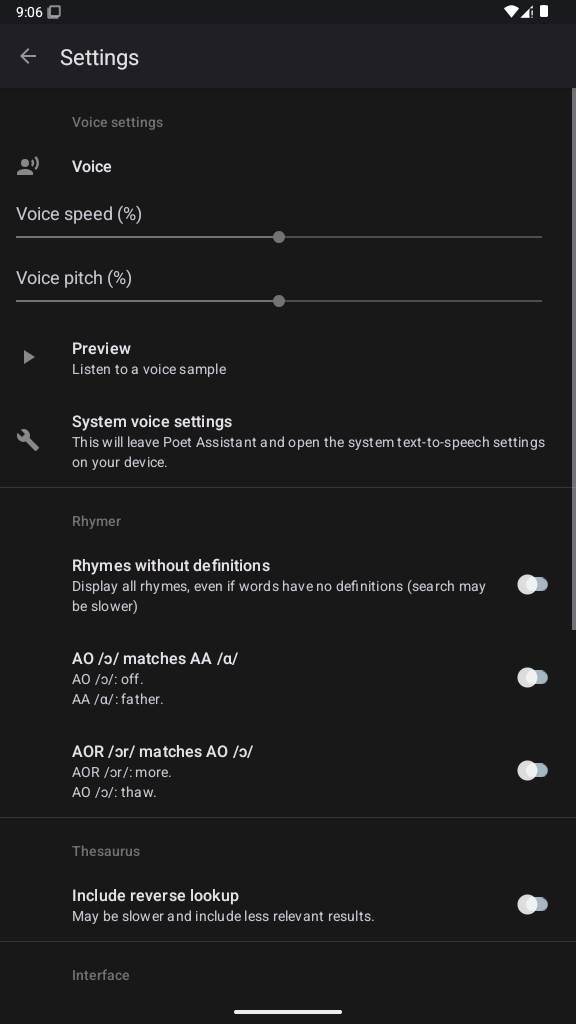 9:06
Settings
Voice settings
Voice
Voice speed (%)
Voice pitch (%)
Preview
Listen to a voice sample
System voice settings
This will leave Poet Assistant and open the system text-to-speech settings
on your device.
Rhymer
Rhymes without definitions
Display all rhymes, even if words have no definitions (search may
be slower)
AO /ɔ/ matches AA /ɑ/
AO /ɔ/: off.
AA /ɑ/: father.
AOR /ɔr/ matches AO /ɔ/
AOR /ɔr/: more.
AO /ɔ/: thaw.
Thesaurus
Include reverse lookup
May be slower and include less relevant results.
Interface